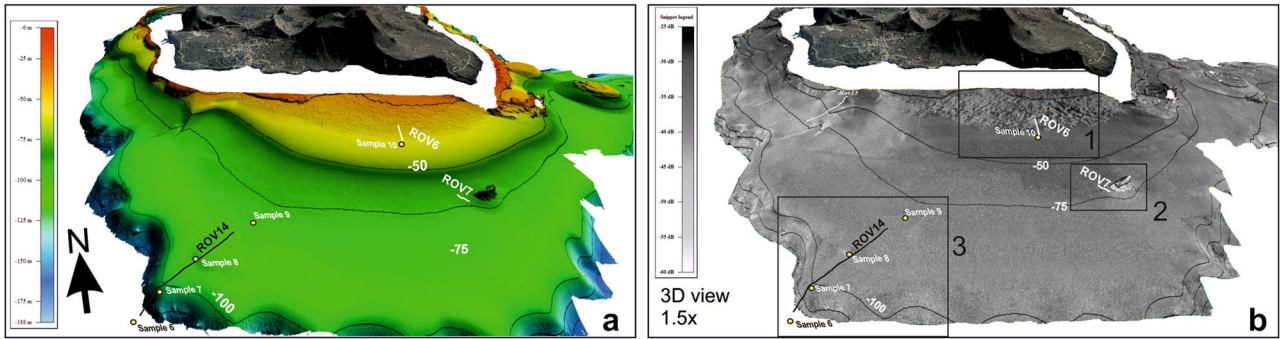 -6 m
-25 m
-50 m
-75 m
-100 m
-125 m
-150 m
-175 m
-188 m
N
ROV6
Sample 10
-50
ROV7
Sample 9
ROV14
-75
Sample 8
Sample 7
-100
Sample 6
a
Snippet legend
-25 dB
-30 dB
-35 dB
-40 dB
-45 dB
-50 dB
-55 dB
-60 dB
3D view
1.5x
Rov15
ROV6
Sample 10
1
-50
ROV7
-75
2
Sample 9
ROV14
3
Sample 8
Sample 7
-100
Sample 6
b